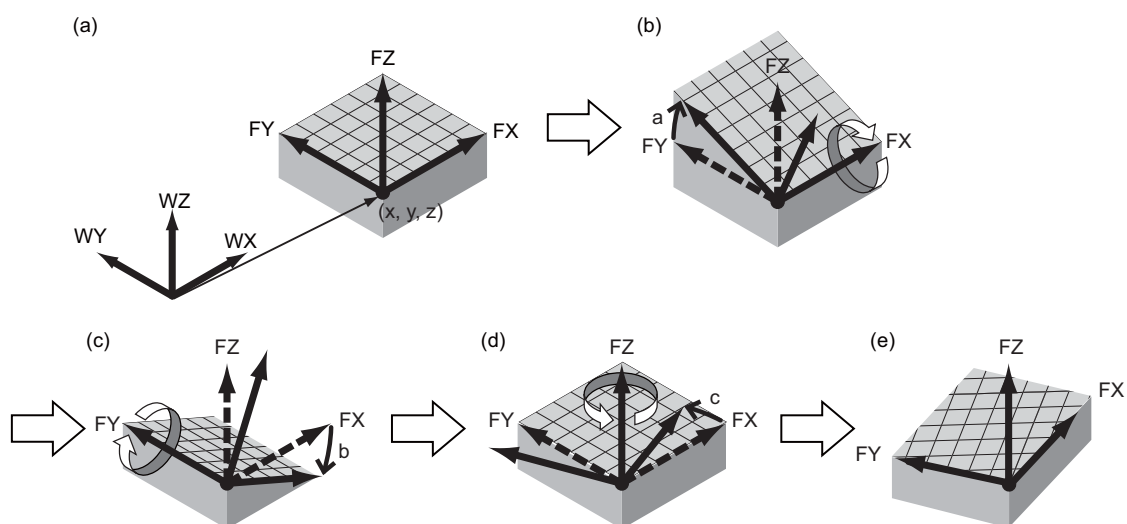 (a)
FZ
FY
FX
(x, y, z)
WZ
WY
WX
(b)
FZ
a
FY
FX
(c)
FZ
FY
FX
b
(d)
FZ
c
FY
FX
(e)
FZ
FX
FY